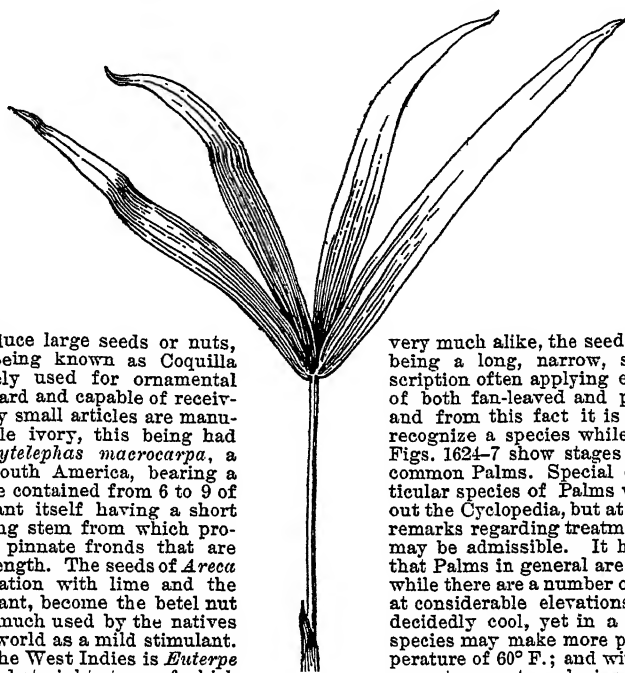 luce large seeds or nuts,
eing known as Coquilla
ly used for ornamental
ard and capable of receiv-
y small articles are manu-
le ivory, this being had
ytelephas macrocarpa, a
outh America, bearing a
e contained from 6 to 9 of
ant itself having a short
ng stem from which pro-
pinnate fronds that are
ength. The seeds of Areca
ation with lime and the
ant, become the betel nut
much used by the natives
world as a mild stimulant.
he West Indies is Euterpe
very much alike, the seed
being a long, narrow, s
scription often applying e
of both fan-leaved and p
and from this fact it is
recognize a species while
Figs. 1624-7 show stages
common Palms. Special
ticular species of Palms
out the Cyclopedia, but at
remarks regarding treatm
may be admissible. It h
that Palms in general are
while there are a number o
at considerable elevations
decidedly cool, yet in a
species may make more p
perature of 60° F.; and wi